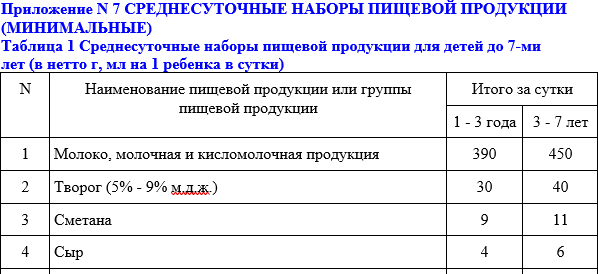 Приложение N 7 СРЕДНЕСУТОЧНЫЕ НАБОРЫ ПИЩЕВОЙ ПРОДУКЦИИ
(МИНИМАЛЬНЫЕ)
Таблица 1 Среднесуточные наборы пищевой продукции для детей до 7-ми
лет (в нетто г, мл на 1 ребенка в сутки)
N Наименование пищевой продукции или группы Итого за сутки
пищевой продукции
1 - 3 года 3 - 7 лет
1 Молоко, молочная и кисломолочная продукция 390 450
2 Творог (5% - 9% м.д.ж.) 30 40
3 Сметана 9 11
4 Сыр 4 6